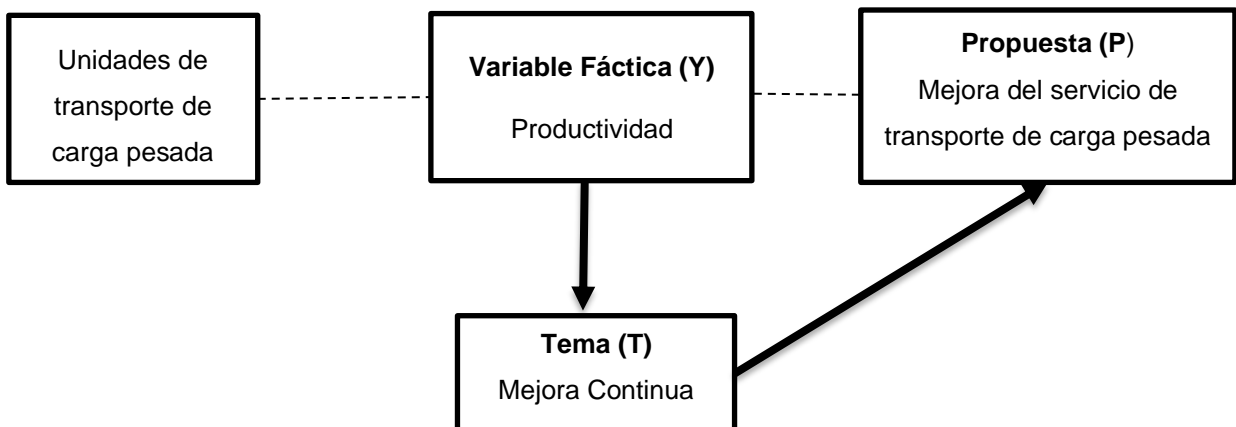 Unidades de
transporte de
carga pesada
Variable Fáctica (Y)
Productividad
Propuesta (P)
Mejora del servicio de
transporte de carga pesada
Tema (T)
Mejora Continua